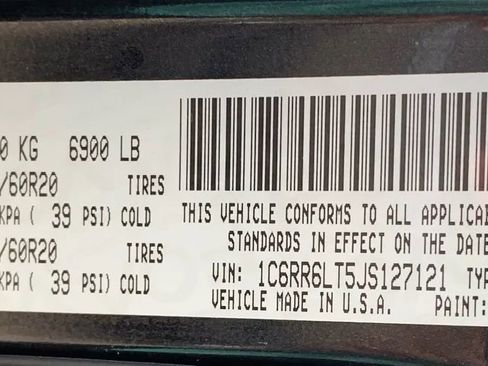 0 KG 6900 LB
/60R20 TIRES
KPA ( 39 PSI) COLD
/60R20 TIRES
KPA ( 39 PSI) COLD
THIS VEHICLE CONFORMS TO ALL APPLICA
STANDARDS IN EFFECT ON THE DATE
VIN: 1C6RR6LT5JS127121 TYP
VEHICLE MADE IN U.S.A. PAINT: